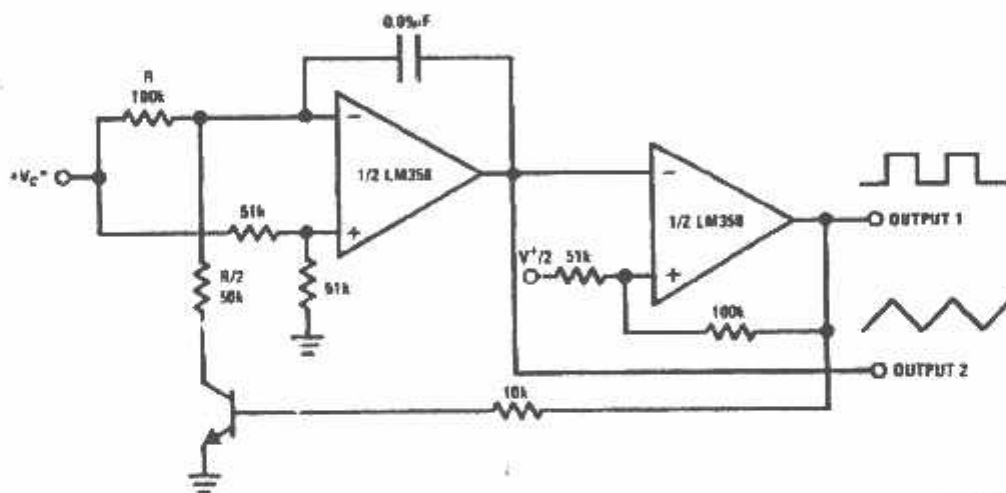 0.05µF
R
100k
+V_C*
1/2 LM358
51k
51k
R/2
50k
V⁺/2
51k
1/2 LM358
OUTPUT 1
100k
OUTPUT 2
10k